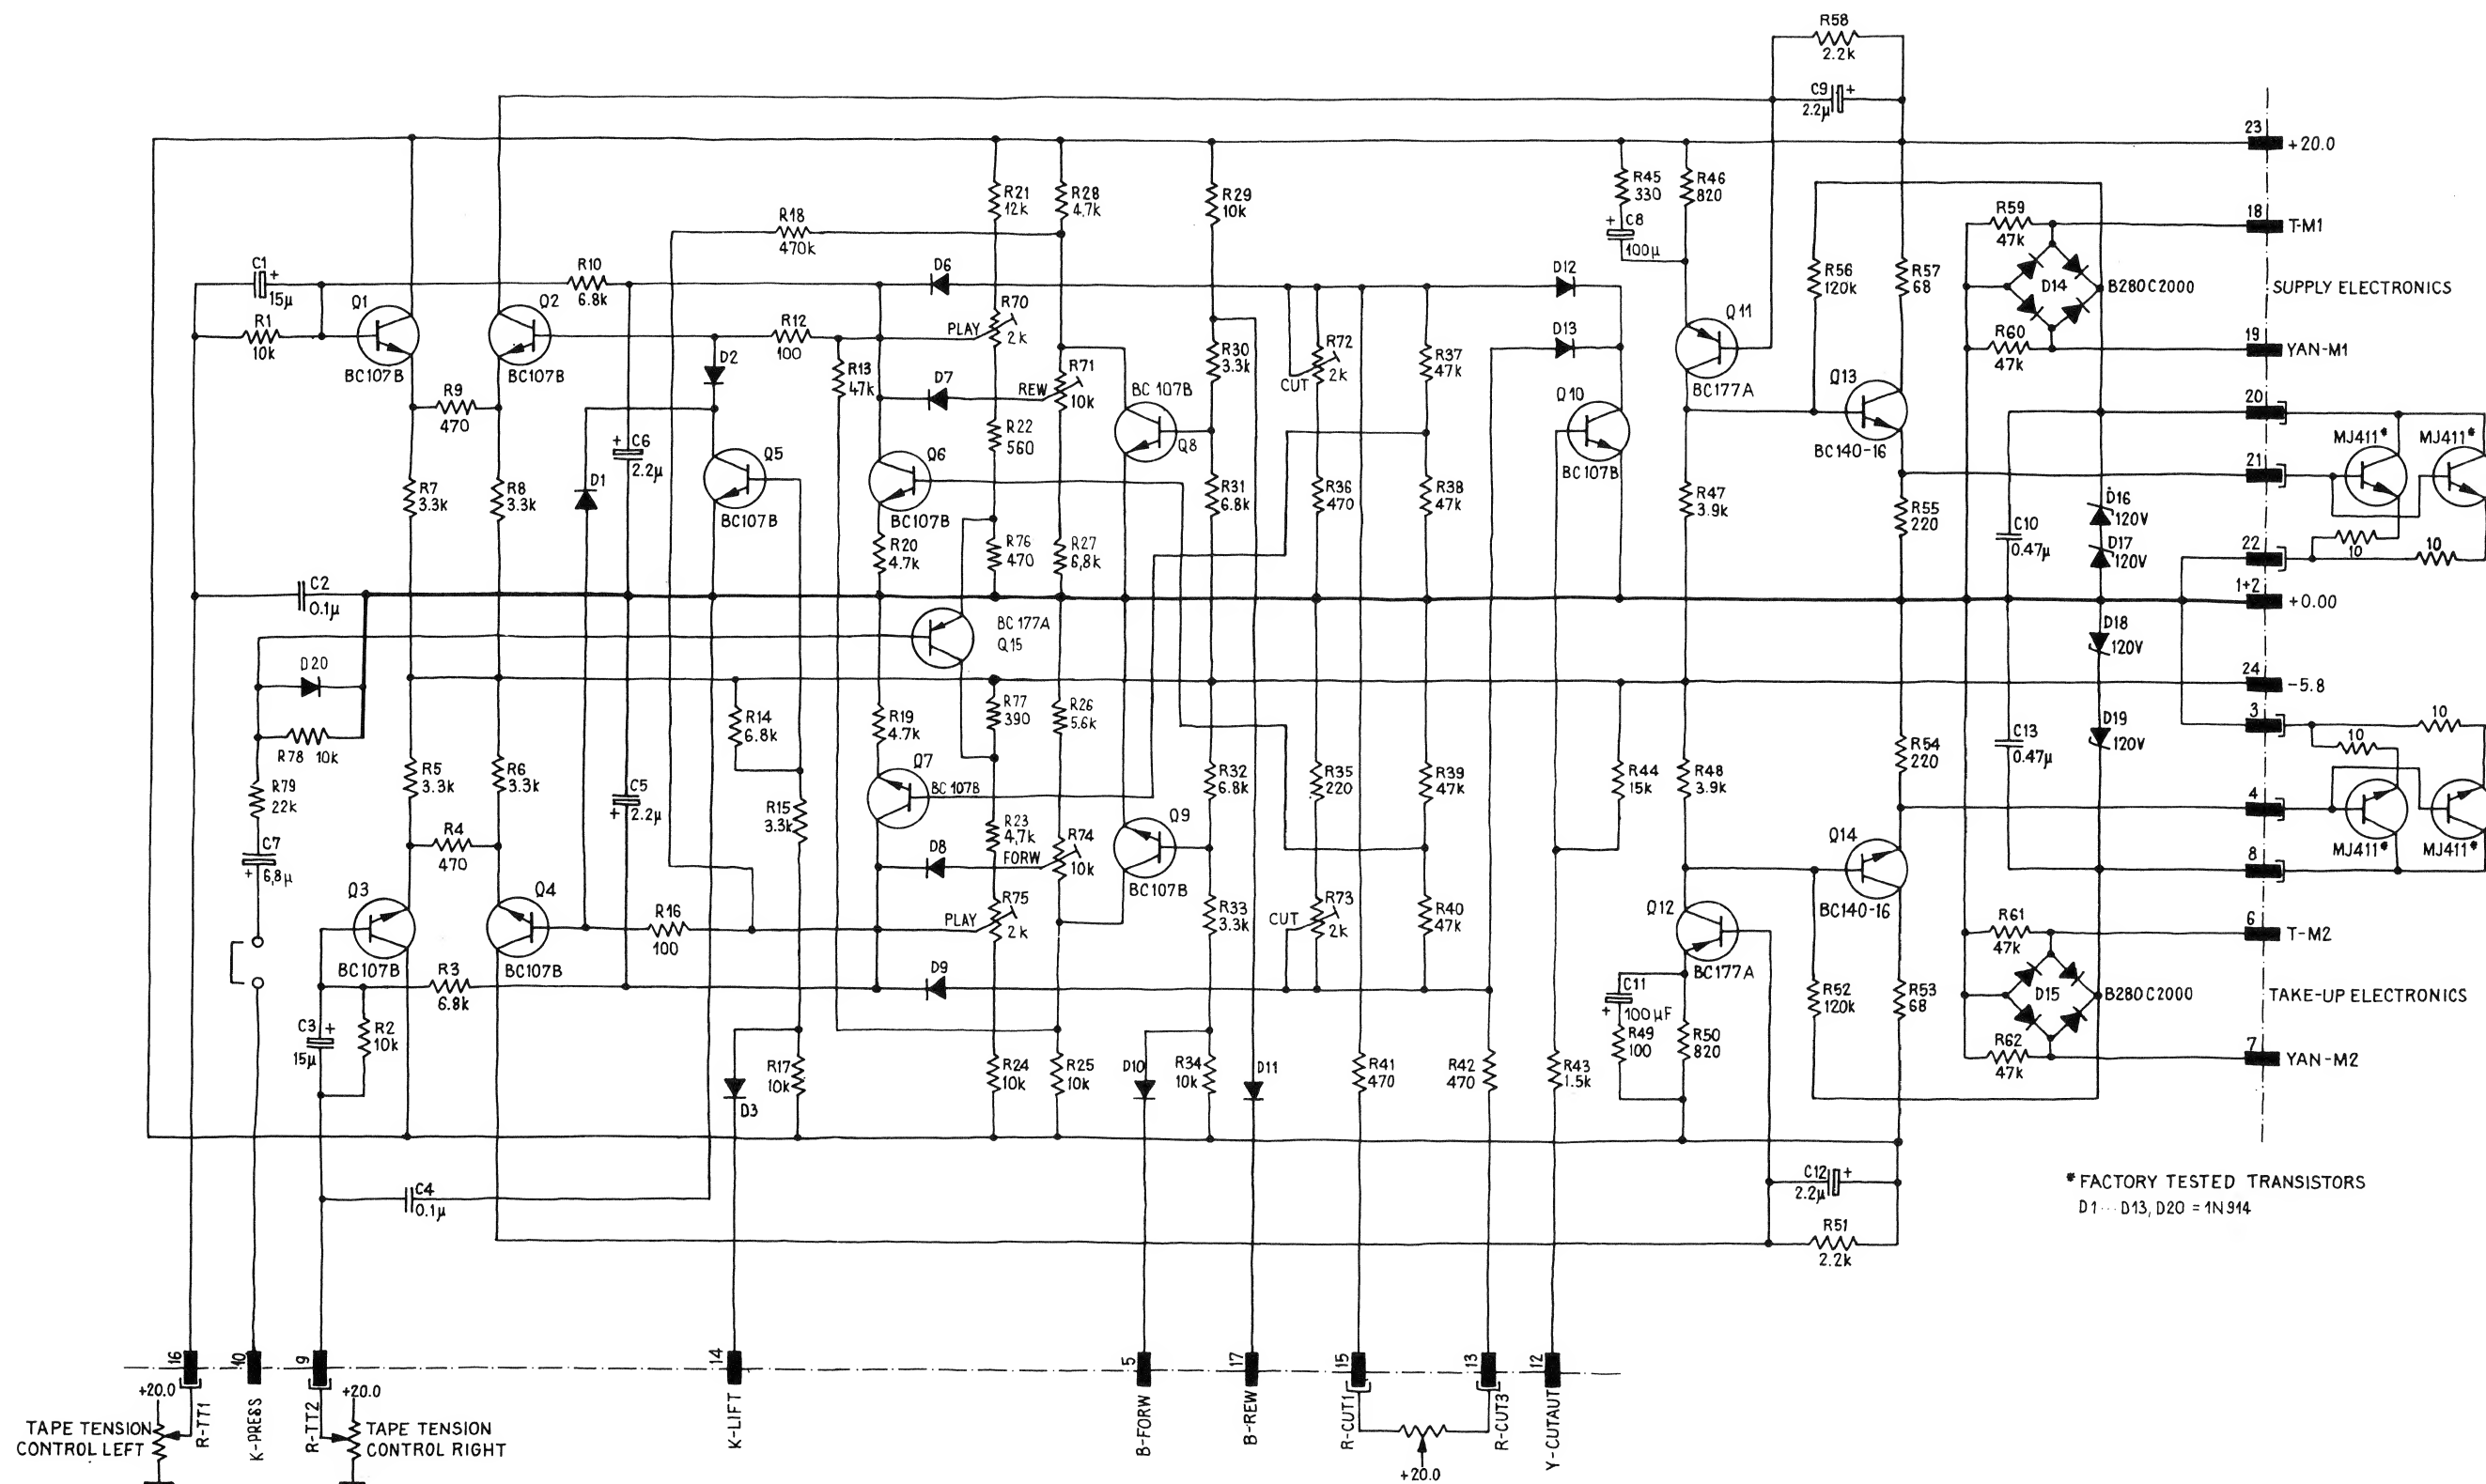 R58
2.2k
C9 +
2.2µ
23
+20.0
R21
12k
R28
4.7k
R29
10k
R45
330
R46
820
R18
470k
+ C8
100µ
R59
47k
18
T-M1
C1 +
15µ
R10
6.8k
D6
D12
R56
120k
R57
68
D14
B280C2000
SUPPLY ELECTRONICS
Q1
Q2
R70
2k
PLAY
Q11
R1
10k
R12
100
D13
R60
47k
19
YAN-M1
BC107B
BC107B
D2
R13
47k
R30
3.3k
R72
2k
CUT
R37
47k
D7
REW
R71
10k
BC 107B
BC177A
Q13
Q10
20
R9
470
R22
560
Q8
MJ411*
MJ411*
+ C6
2.2µ
Q5
Q6
BC107B
BC140-16
21
D1
R7
3.3k
R8
3.3k
R31
6.8k
R36
470
R38
47k
R47
3.9k
R55
220
D16
120V
BC107B
BC107B
C10
0.47µ
R20
4.7k
R76
470
R27
6,8k
D17
120V
22
10
10
C2
0.1µ
1+2
+0.00
BC 177A
Q15
D18
120V
D20
24
-5.8
R14
6.8k
R19
4.7k
R77
390
R26
5.6k
3
10
R78 10k
C13
0.47µ
D19
120V
10
R5
3.3k
R6
3.3k
Q7
BC 107B
R32
6.8k
R35
220
R39
47k
R44
15k
R48
3.9k
R54
220
R79
22k
C5
+ 2.2µ
R15
3.3k
4
R4
470
R23
4,7k
R74
10k
Q9
Q14
C7
+ 6,8µ
D8
FORW
8
MJ411*
MJ411*
Q3
Q4
BC107B
R16
100
PLAY
R75
2k
R33
3.3k
CUT
R73
2k
R40
47k
Q12
BC140-16
R61
47k
6
T-M2
BC107B
BC107B
R3
6.8k
D9
BC177A
C11
+ 100µF
R52
120k
R53
68
D15
B280C2000
TAKE-UP ELECTRONICS
C3 +
15µ
R2
10k
R49
100
R50
820
R62
47k
7
YAN-M2
D3
R17
10k
R24
10k
R25
10k
D10
R34
10k
D11
R41
470
R42
470
R43
1.5k
C4
0.1µ
C12 +
2.2µ
*FACTORY TESTED TRANSISTORS
D1...D13, D20 = 1N914
R51
2.2k
16
10
9
14
5
17
15
13
12
+20.0
+20.0
TAPE TENSION
CONTROL LEFT
R-TT1
K-PRESS
R-TT2
TAPE TENSION
CONTROL RIGHT
K-LIFT
B-FORW
B-REW
R-CUT1
R-CUT3
Y-CUTAUT
+20.0